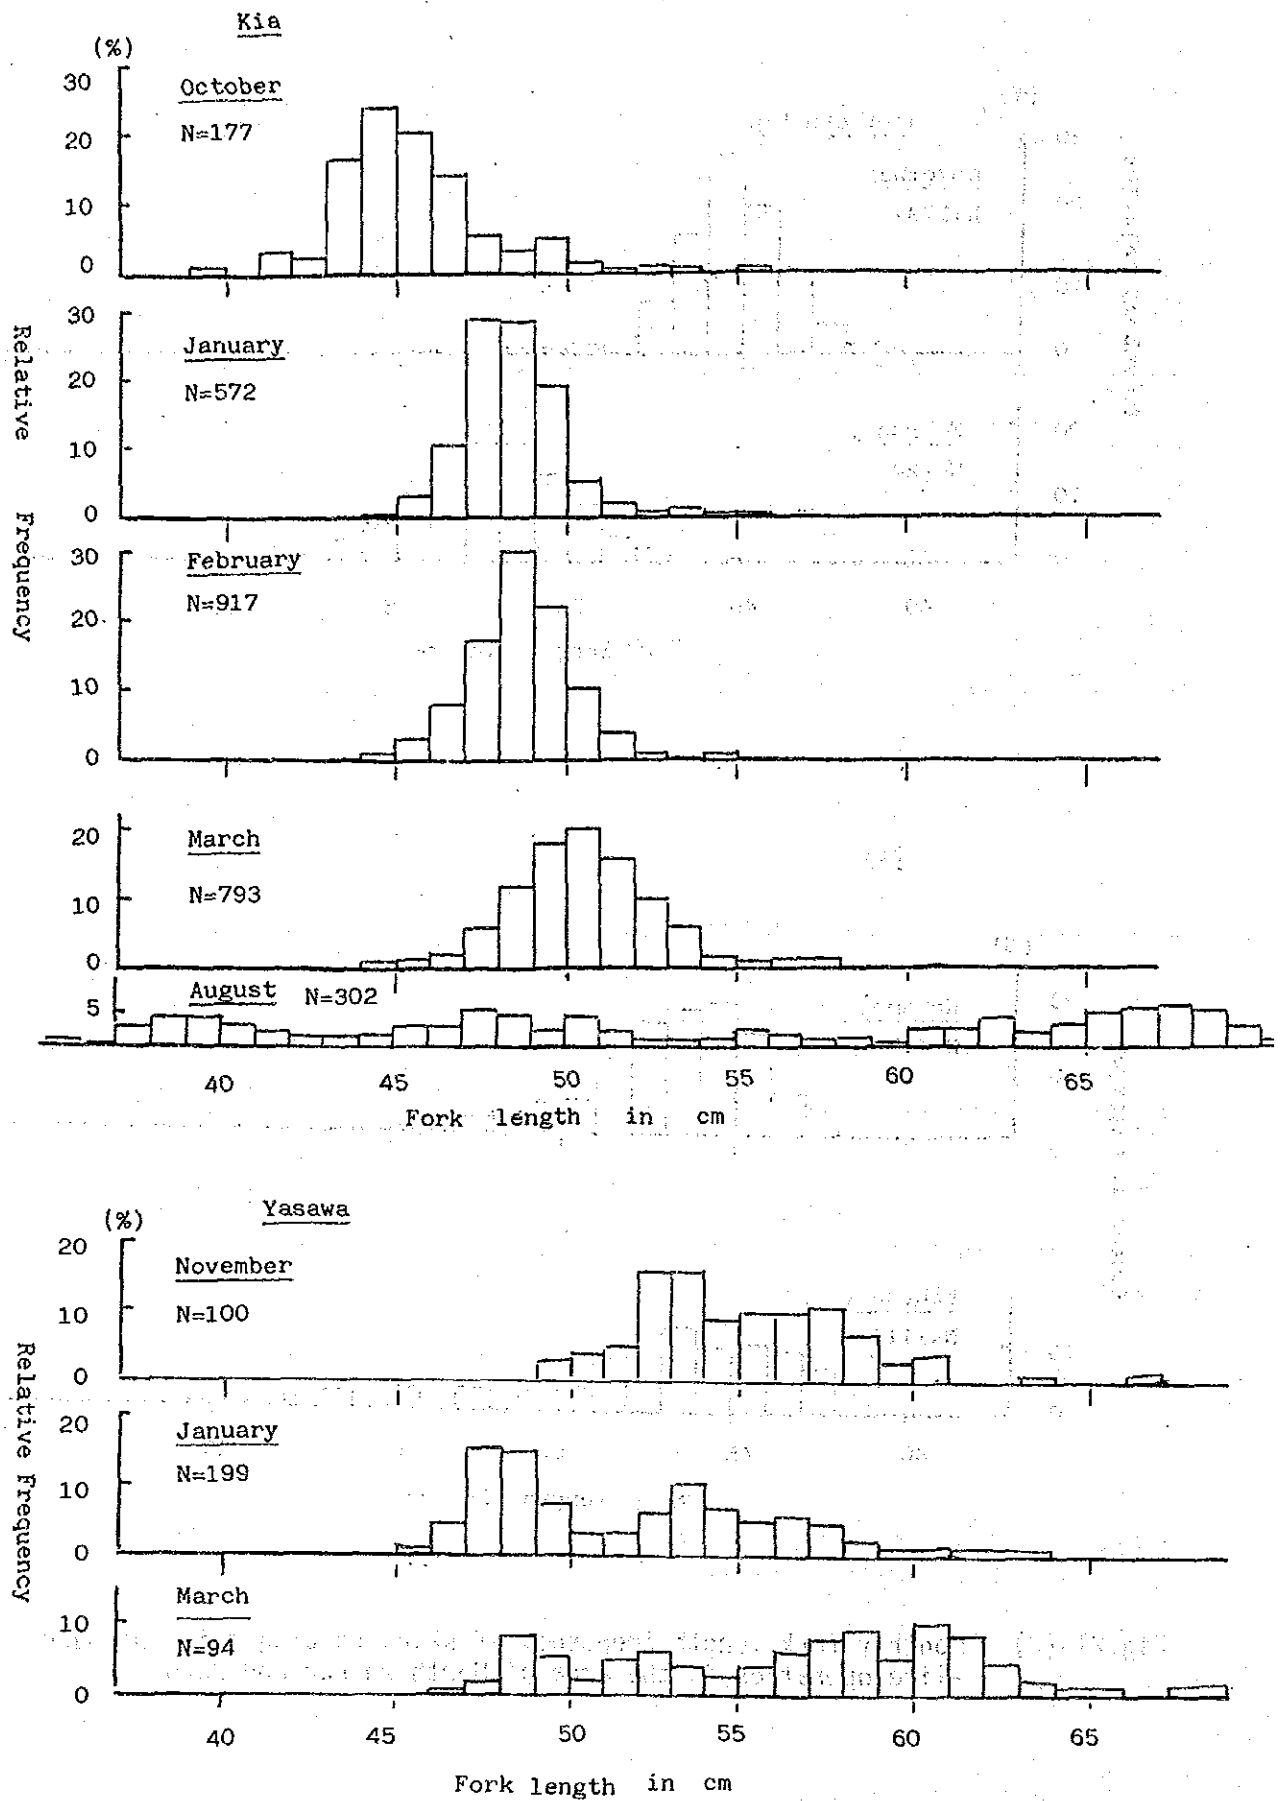 Kia
(%)
30
October
N=177
20
10
0
30
January
N=572
20
10
0
30
February
N=917
20
10
0
20
March
N=793
10
0
August N=302
5
40 45 50 55 60 65
Fork length in cm
Relative Frequency
Yasawa
(%)
20
November
N=100
10
0
20
January
N=199
10
0
March
10
N=94
0
40 45 50 55 60 65
Fork length in cm
Relative Frequency